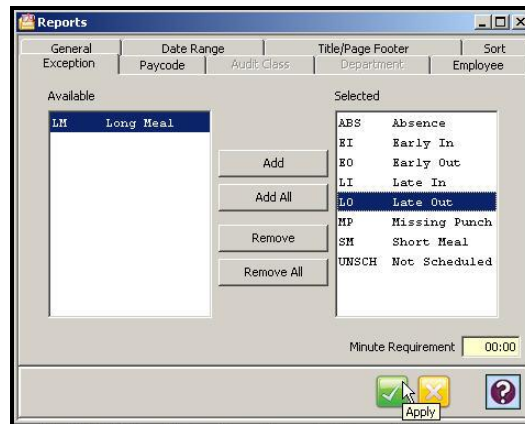 Reports
General Date Range Title/Page Footer Sort
Exception Paycode Audit Class Department Employee
Available Selected
LM Long Meal
ABS Absence
EI Early In
EO Early Out
LI Late In
LO Late Out
MP Missing Punch
SM Short Meal
UNSCH Not Scheduled
Add
Add All
Remove
Remove All
Minute Requirement 00:00
?
Apply